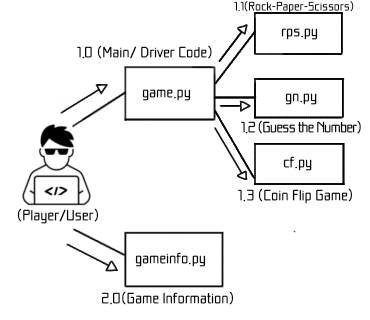 1.1(Rock-Paper-Scissors)
rps.py
1.0 (Main/ Driver Code)
game.py
gn.py
1.2 (Guess the Number)
</>
cf.py
1.3 (Coin Flip Game)
(Player/User)
gameinfo.py
2.0(Game Information)